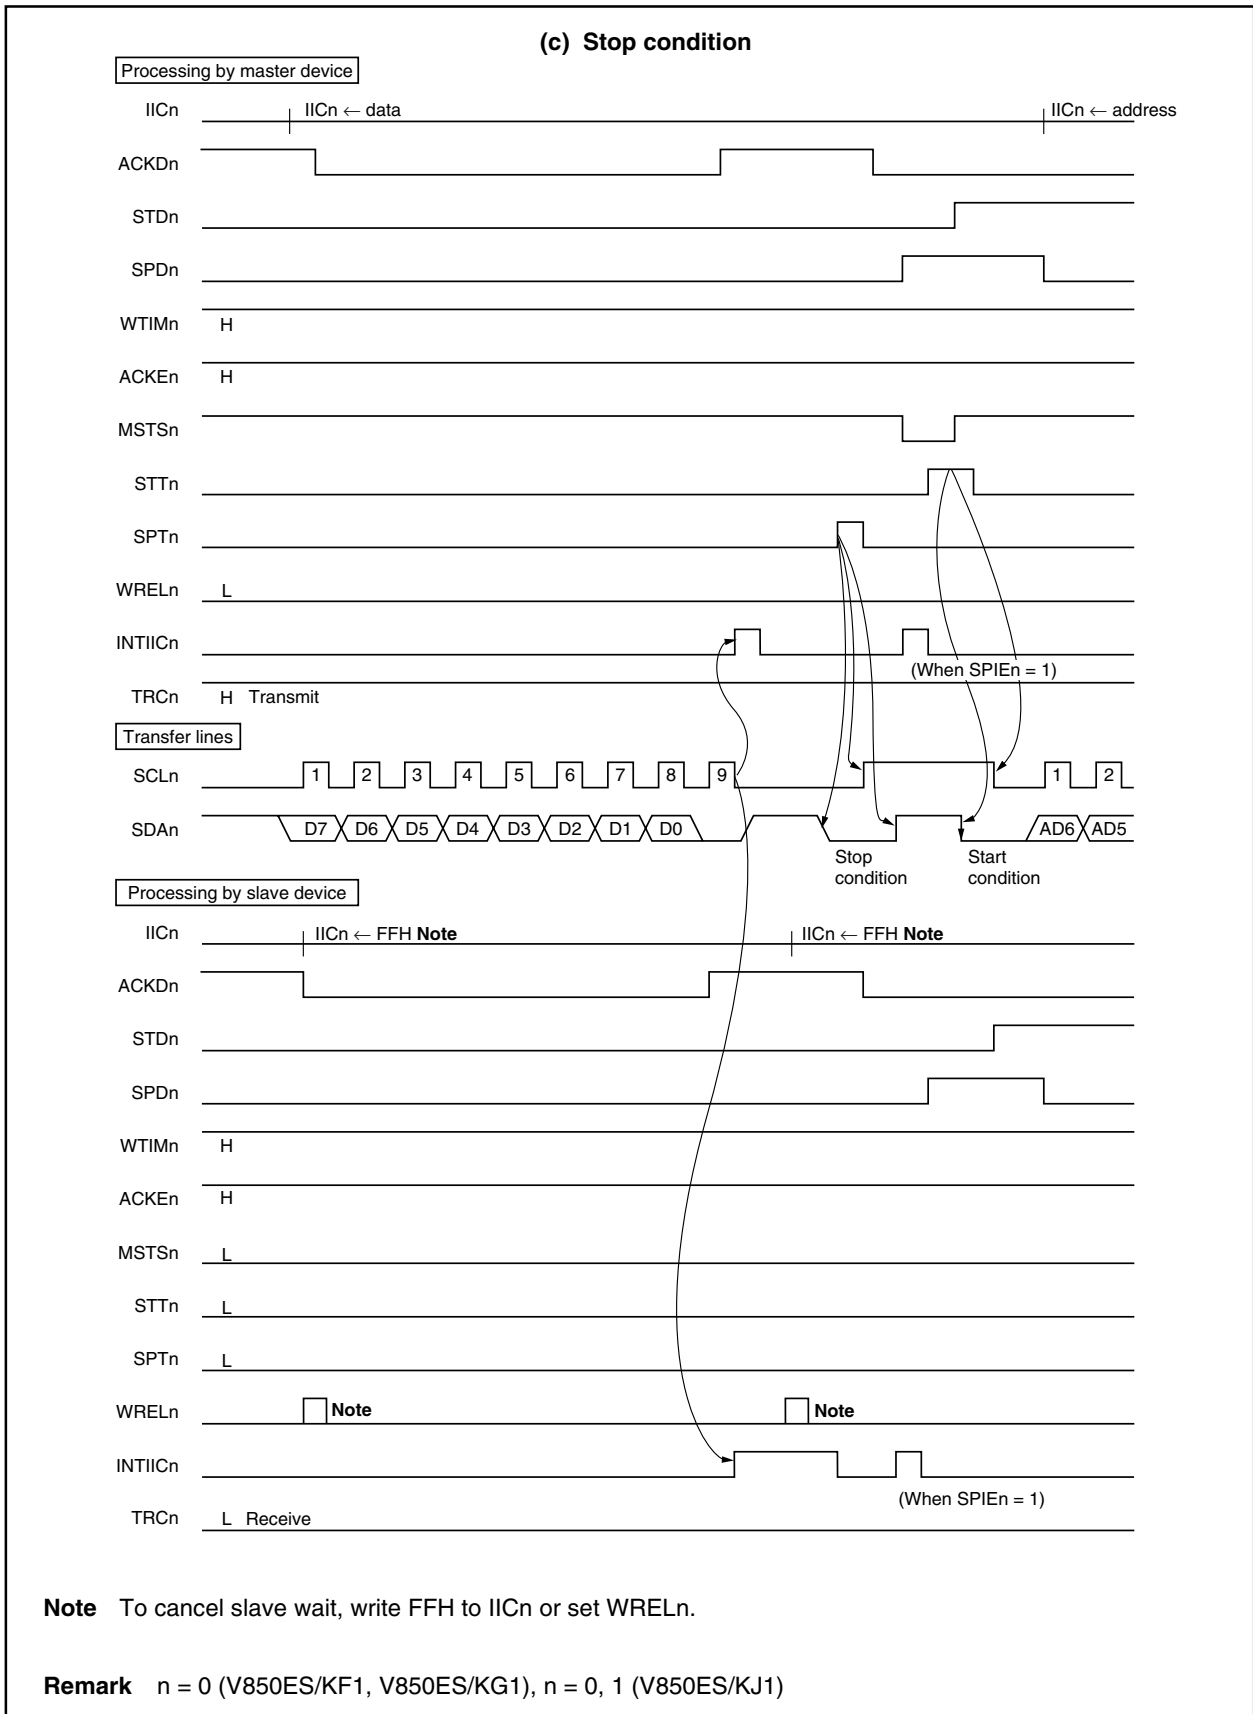 (c) Stop condition
Processing by master device
IICn IICn ← data IICn ← address
ACKDn
STDn
SPDn
WTIMn H
ACKEn H
MSTSn
STTn
SPTn
WRELn L
INTIICn
(When SPIEn = 1)
TRCn H Transmit
Transfer lines
SCLn 1 2 3 4 5 6 7 8 9 1 2
SDAn D7 D6 D5 D4 D3 D2 D1 D0 AD6 AD5
Stop condition
Start condition
Processing by slave device
IICn IICn ← FFH Note IICn ← FFH Note
ACKDn
STDn
SPDn
WTIMn H
ACKEn H
MSTSn L
STTn L
SPTn L
WRELn Note Note
INTIICn
(When SPIEn = 1)
TRCn L Receive
Note To cancel slave wait, write FFH to IICn or set WRELn.
Remark n = 0 (V850ES/KF1, V850ES/KG1), n = 0, 1 (V850ES/KJ1)